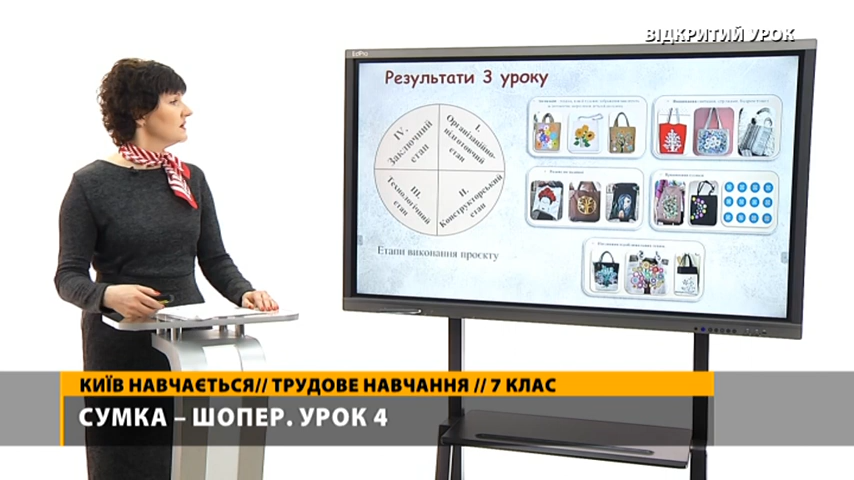 ВІДКРИТИЙ УРОК
EdPro
Результати 3 уроку
IV.
Заключний
етап
I.
Організаційно-
підготовчий
етап
III.
Технологічний
етап
II.
Конструкторський
етап
Етапи виконання проєкту
КИЇВ НАВЧАЄТЬСЯ// ТРУДОВЕ НАВЧАННЯ // 7 КЛАС
СУМКА – ШОПЕР. УРОК 4